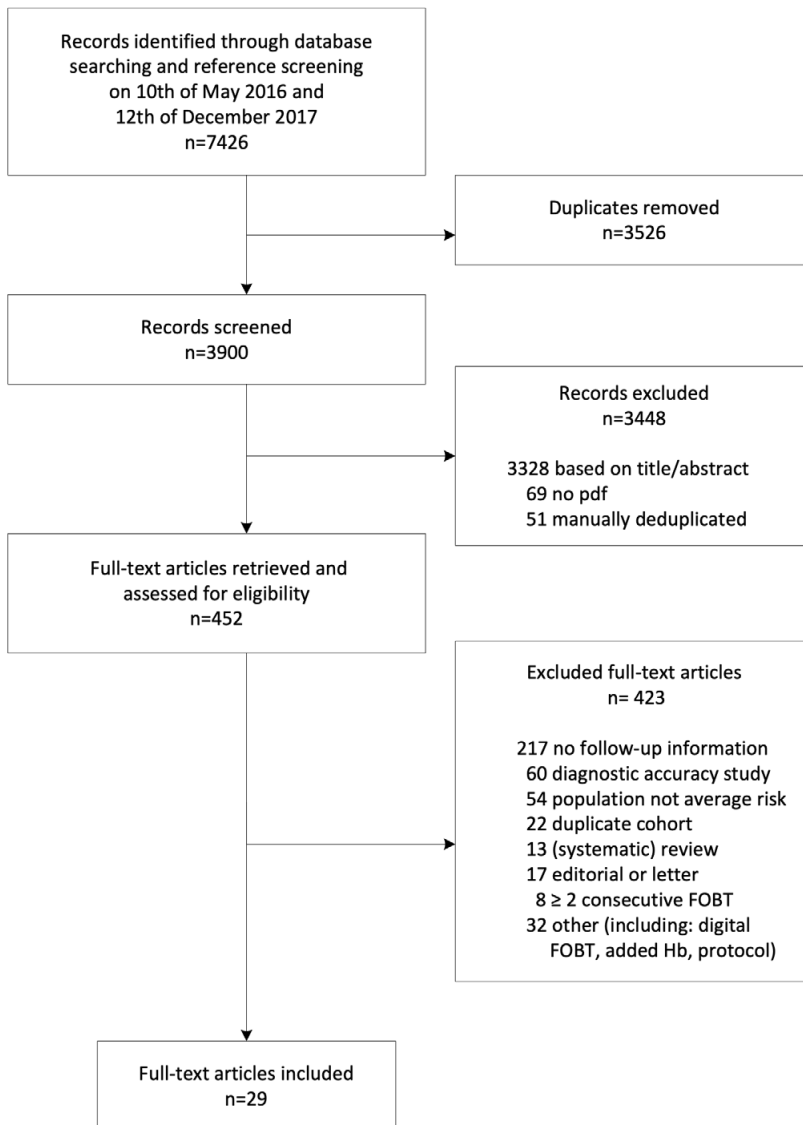 Records identified through database
searching and reference screening
on 10th of May 2016 and
12th of December 2017
n=7426
Duplicates removed
n=3526
Records screened
n=3900
Records excluded
n=3448
3328 based on title/abstract
69 no pdf
51 manually deduplicated
Full-text articles retrieved and
assessed for eligibility
n=452
Excluded full-text articles
n= 423
217 no follow-up information
60 diagnostic accuracy study
54 population not average risk
22 duplicate cohort
13 (systematic) review
17 editorial or letter
8 ≥ 2 consecutive FOBT
32 other (including: digital
FOBT, added Hb, protocol)
Full-text articles included
n=29